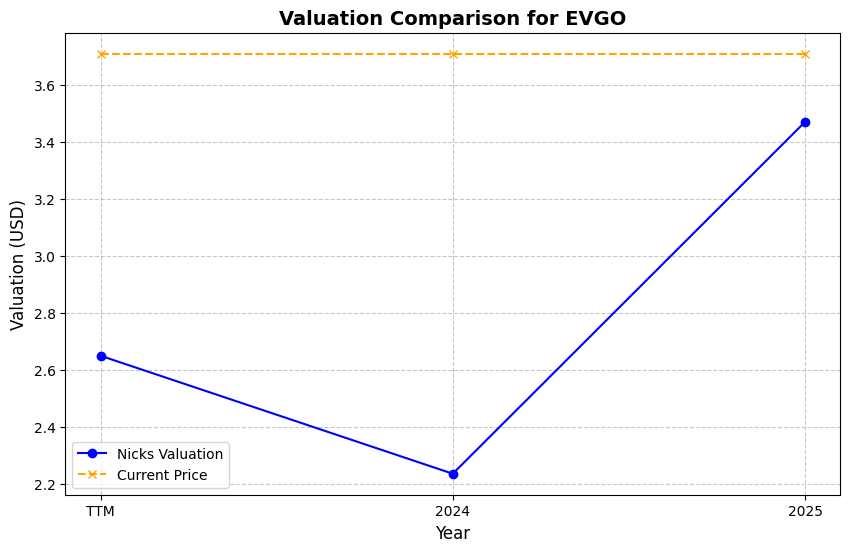 Valuation Comparison for EVGO
Valuation (USD)
3.6
3.4
3.2
3.0
2.8
2.6
2.4
2.2
Nicks Valuation
Current Price
TTM
2024
2025
Year